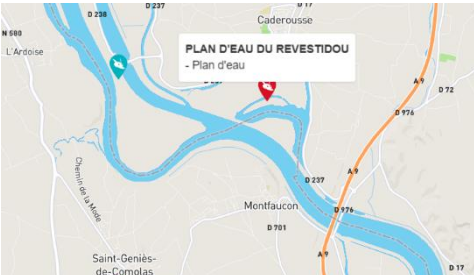 D 237
D 17
D 238
Caderousse
N 580
L'Ardoise
PLAN D'EAU DU REVESTIDOU
- Plan d'eau
A 9
D 72
D 976
Chemin de la Mode
D 237
A 9
Montfaucon
D 976
D 701
Saint-Geniès-
de-Comolas
A 9
D 17